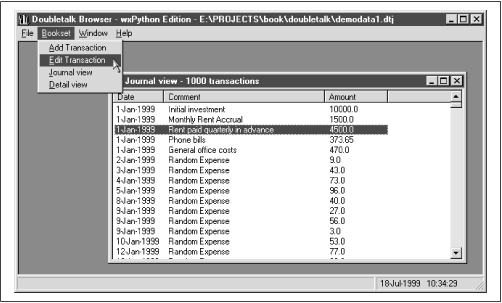 Doubletalk Browser - wxPython Edition - E:\PROJECTS\book\doubletalk\demodata1.dtj
File Bookset Window Help
Add Transaction
Edit Transaction
Journal view
Detail view
Journal view - 1000 transactions
Date Comment Amount
1-Jan-1999 Initial investment 10000.0
1-Jan-1999 Monthly Rent Accrual 1500.0
1-Jan-1999 Rent paid quarterly in advance 4500.0
1-Jan-1999 Phone bills 373.65
1-Jan-1999 General office costs 470.0
2-Jan-1999 Random Expense 9.0
3-Jan-1999 Random Expense 43.0
4-Jan-1999 Random Expense 73.0
5-Jan-1999 Random Expense 96.0
8-Jan-1999 Random Expense 40.0
9-Jan-1999 Random Expense 27.0
9-Jan-1999 Random Expense 56.0
9-Jan-1999 Random Expense 3.0
10-Jan-1999 Random Expense 53.0
12-Jan-1999 Random Expense 77.0
18-Jul-1999 10:34:29